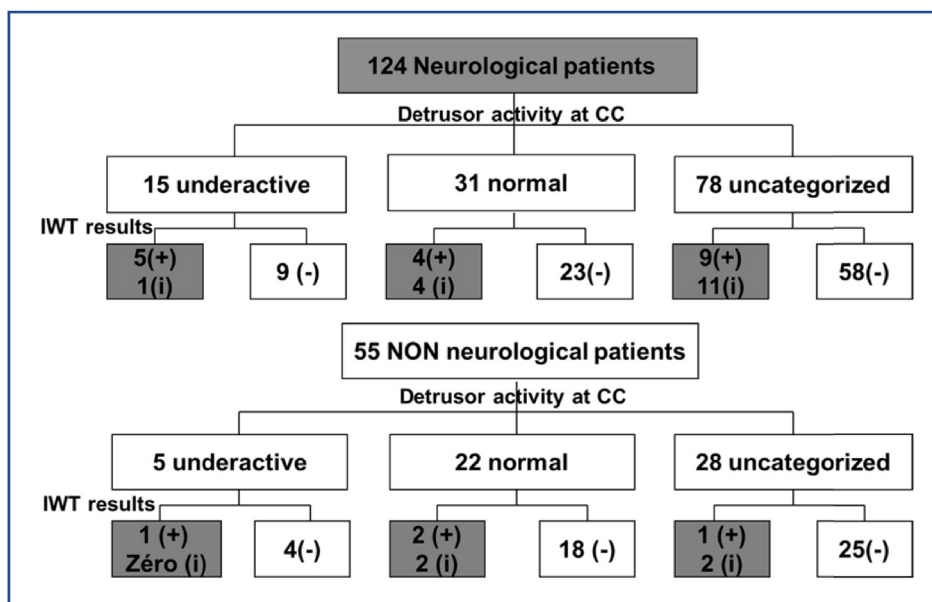 124 Neurological patients
Detrusor activity at CC
15 underactive
31 normal
78 uncategorized
IWT results
5(+)
1(i)
9 (-)
4(+)
4 (i)
23(-)
9(+)
11(i)
58(-)
55 NON neurological patients
Detrusor activity at CC
5 underactive
22 normal
28 uncategorized
IWT results
1 (+)
Zéro (i)
4(-)
2 (+)
2 (i)
18 (-)
1 (+)
2 (i)
25(-)